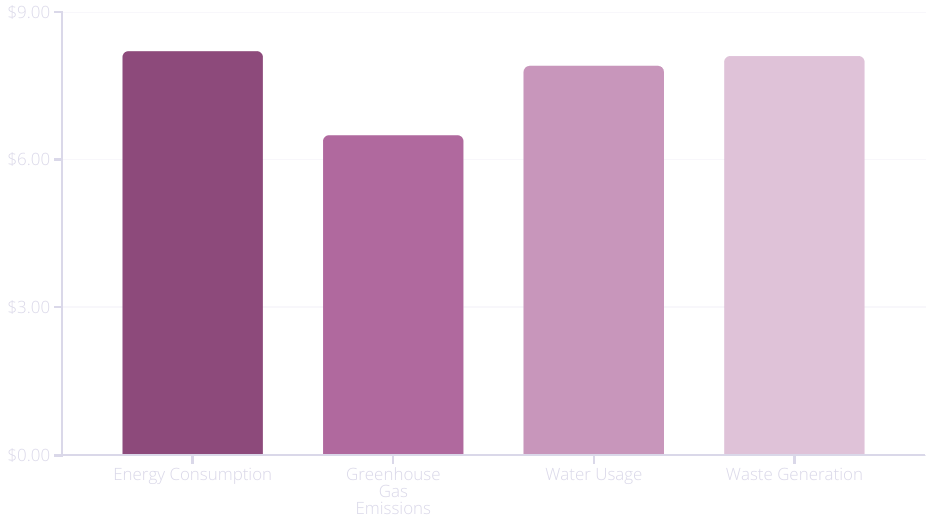 $9.00
$6.00
$3.00
$0.00
Energy Consumption
Greenhouse
Gas
Emissions
Water Usage
Waste Generation